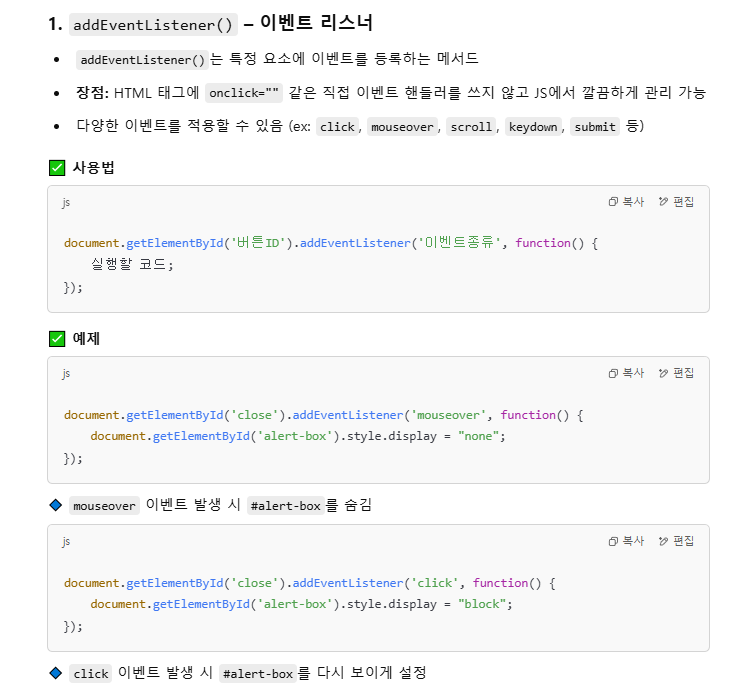 1. addEventListener() – 이벤트 리스너
• addEventListener()는 특정 요소에 이벤트를 등록하는 메서드
• 장점: HTML 태그에 onclick="" 같은 직접 이벤트 핸들러를 쓰지 않고 JS에서 깔끔하게 관리 가능
• 다양한 이벤트를 적용할 수 있음 (ex: click, mouseover, scroll, keydown, submit 등)
✅ 사용법
js 복사 편집
document.getElementById('버튼ID').addEventListener('이벤트종류', function() {
    실행할 코드;
});
✅ 예제
js 복사 편집
document.getElementById('close').addEventListener('mouseover', function() {
    document.getElementById('alert-box').style.display = "none";
});
🔷 mouseover 이벤트 발생 시 #alert-box를 숨김
js 복사 편집
document.getElementById('close').addEventListener('click', function() {
    document.getElementById('alert-box').style.display = "block";
});
🔷 click 이벤트 발생 시 #alert-box를 다시 보이게 설정